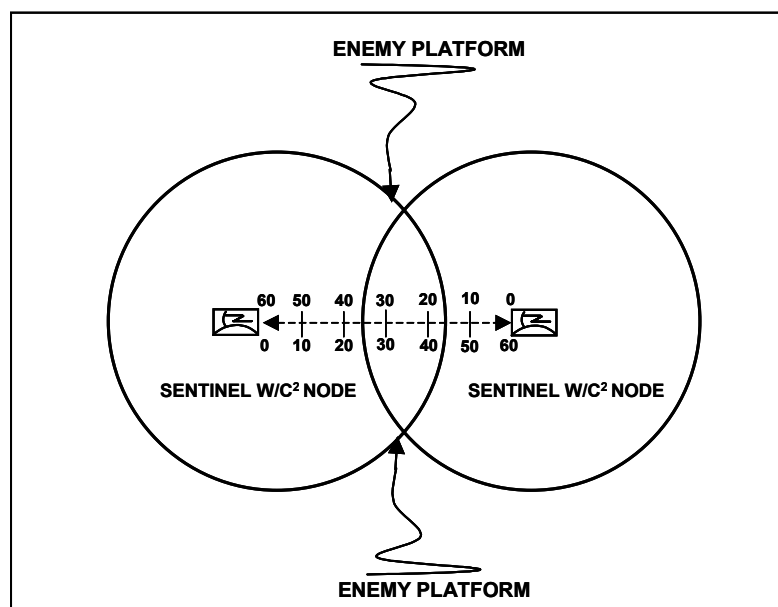 ENEMY PLATFORM
60 50 40 30 20 10 0
0 10 20 30 40 50 60
SENTINEL W/C² NODE
SENTINEL W/C² NODE
ENEMY PLATFORM